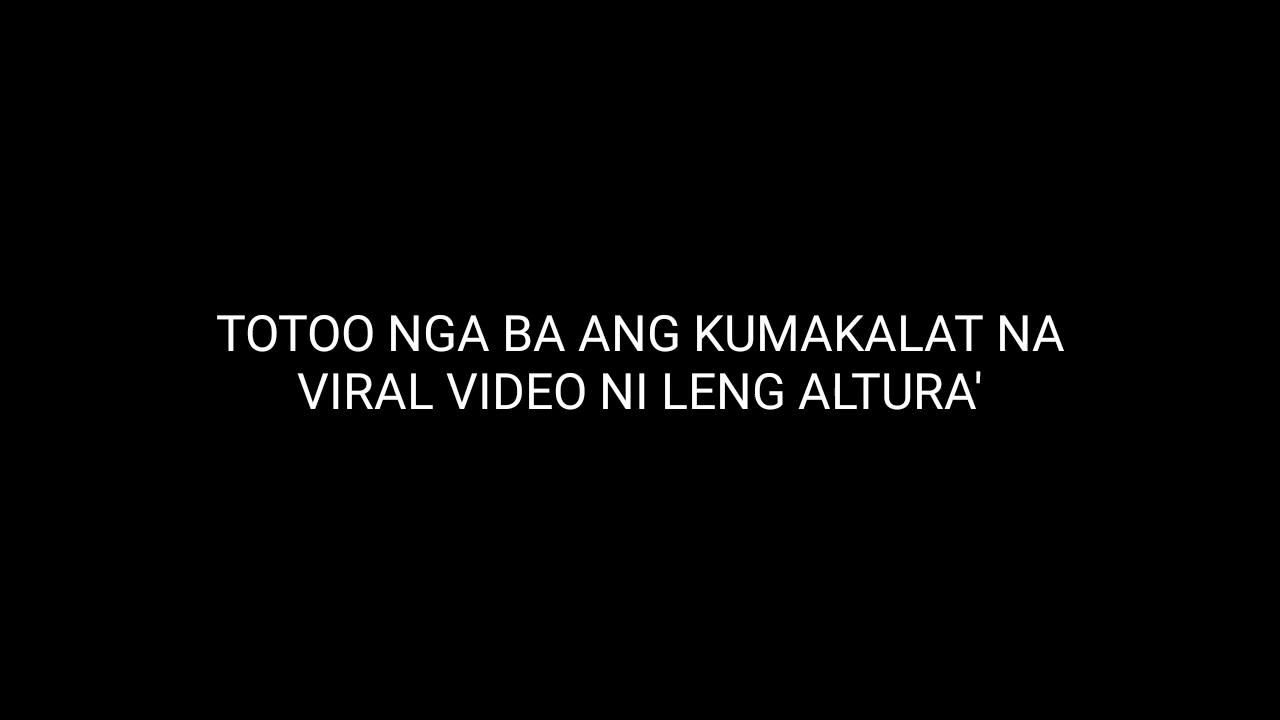 TOTOO NGA BA ANG KUMAKALAT NA
VIRAL VIDEO NI LENG ALTURA'